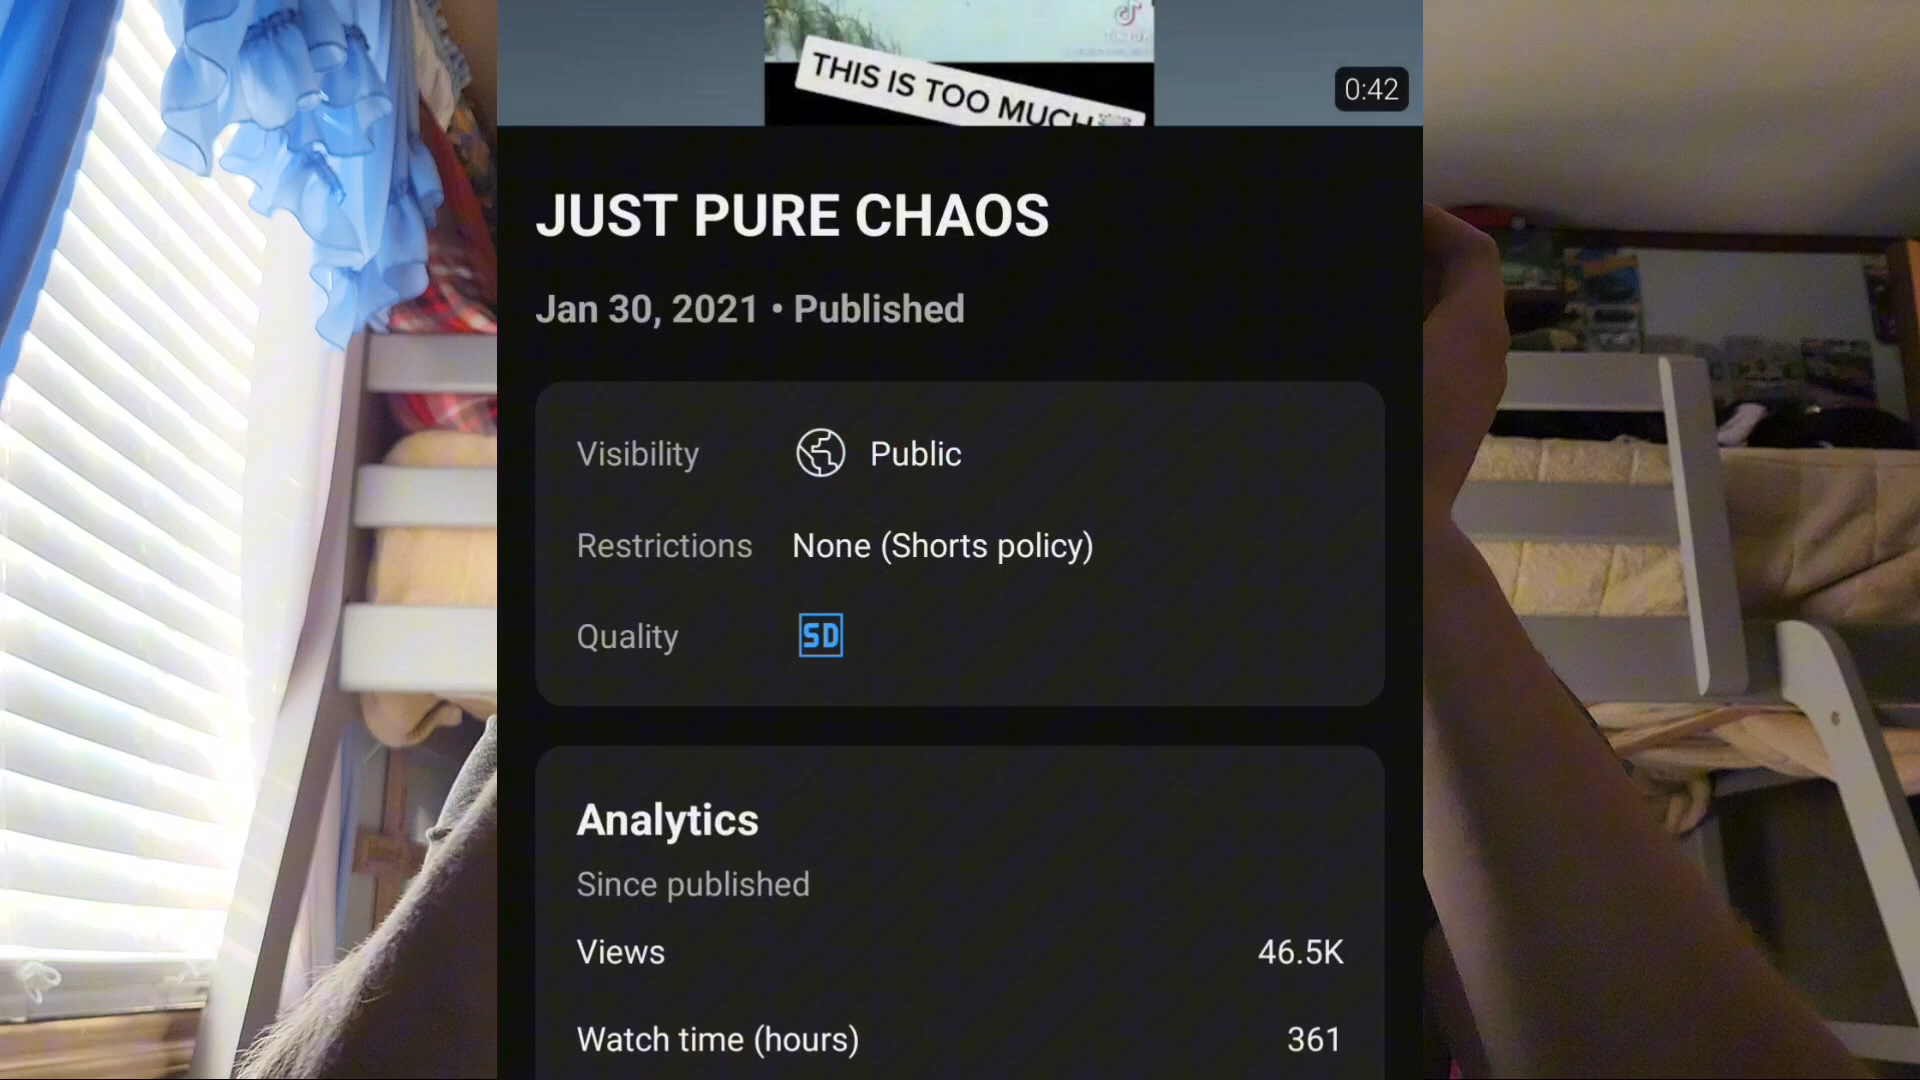 TikTok
THIS IS TOO MUCH
0:42
JUST PURE CHAOS
Jan 30, 2021 • Published
Visibility Public
Restrictions None (Shorts policy)
Quality SD
Analytics
Since published
Views 46.5K
Watch time (hours) 361